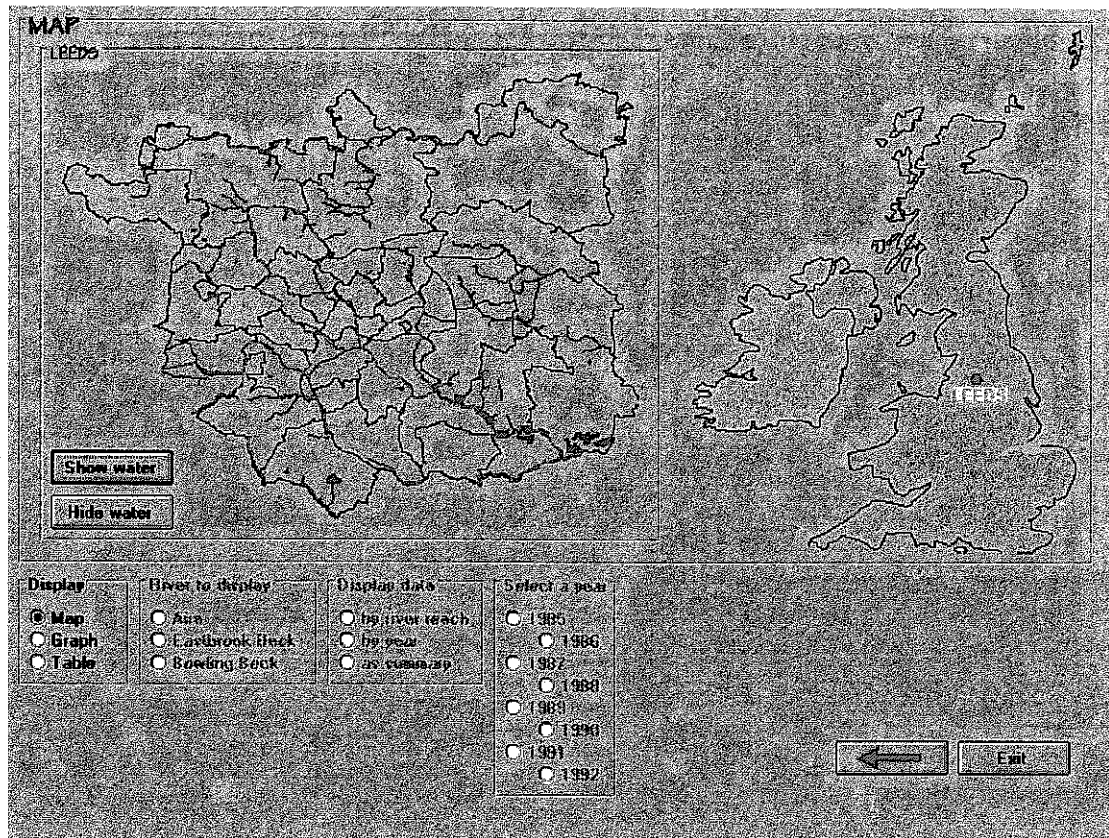 MAP
LEEDS
LEEDS
Show water
Hide water
Display
Map
Graph
Table
River to display
Aire
Eastbrook Beck
Bowling Beck
Display data
by river reach
by year
as summary
Select a year
1985
1986
1987
1988
1989
1990
1991
1992
Exit